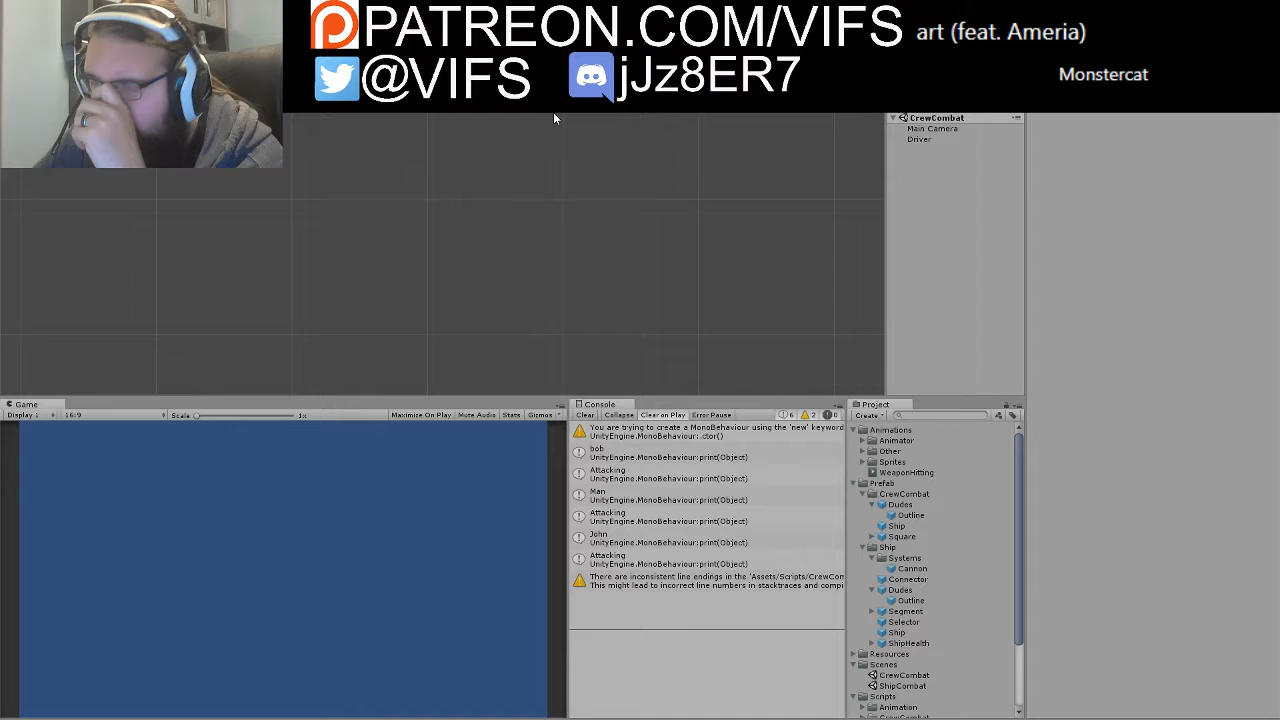 PATREON.COM/VIFS
art (feat. Ameria)
@VIFS
jJz8ER7
Monstercat
CrewCombat
Main Camera
Driver
Game
Display 1
16:9
Scale
1x
Maximize On Play
Mute Audio
Stats
Gizmos
Console
Clear
Collapse
Clear on Play
Error Pause
6
2
0
You are trying to create a MonoBehaviour using the 'new' keyword
UnityEngine.MonoBehaviour:.ctor()
bob
UnityEngine.MonoBehaviour:print(Object)
Attacking
UnityEngine.MonoBehaviour:print(Object)
Man
UnityEngine.MonoBehaviour:print(Object)
Attacking
UnityEngine.MonoBehaviour:print(Object)
John
UnityEngine.MonoBehaviour:print(Object)
Attacking
UnityEngine.MonoBehaviour:print(Object)
There are inconsistent line endings in the 'Assets/Scripts/CrewCom
This might lead to incorrect line numbers in stacktraces and compi
Project
Create
Animations
Animator
Other
Sprites
WeaponHitting
Prefab
CrewCombat
Dudes
Outline
Ship
Square
Ship
Systems
Cannon
Connector
Dudes
Outline
Segment
Selector
Ship
ShipHealth
Resources
Scenes
CrewCombat
ShipCombat
Scripts
Animation
CrewCombat